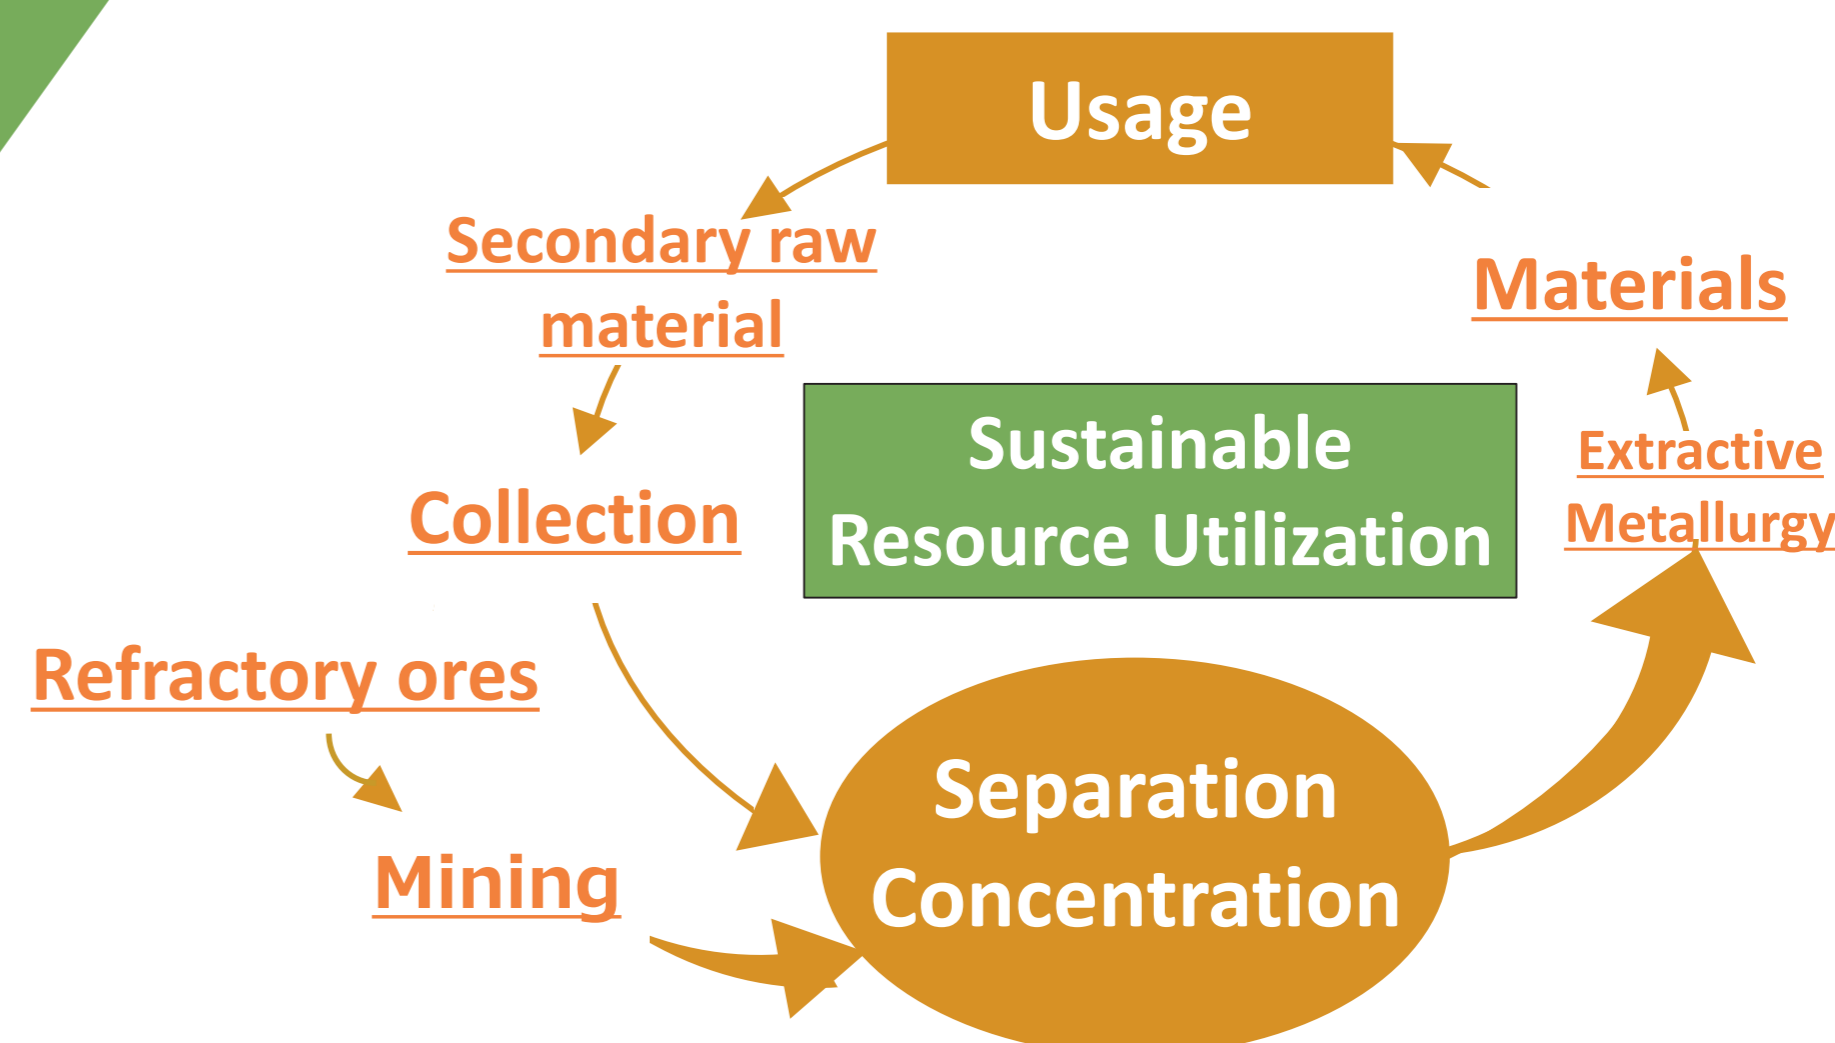 Usage
Secondary raw
material
Materials
Sustainable
Resource Utilization
Extractive
Metallurgy
Collection
Refractory ores
Mining
Separation
Concentration